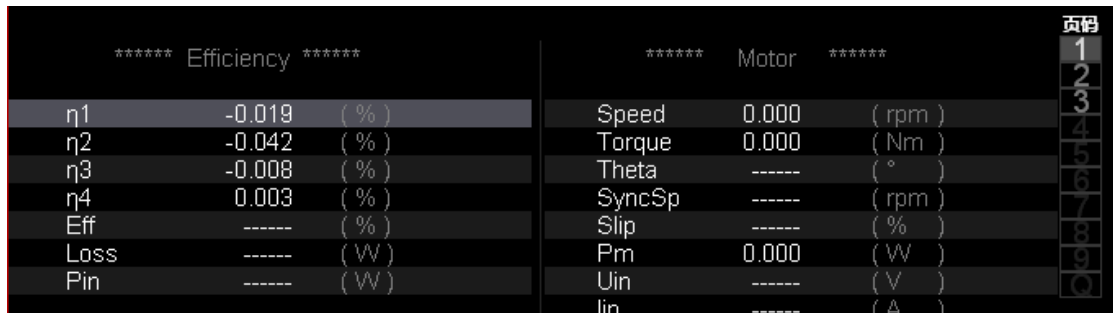 页码
****** Efficiency ******
η1 -0.019 ( % )
η2 -0.042 ( % )
η3 -0.008 ( % )
η4 0.003 ( % )
Eff ------ ( % )
Loss ------ ( W )
Pin ------ ( W )
****** Motor ******
Speed 0.000 ( rpm )
Torque 0.000 ( Nm )
Theta ------ ( ° )
SyncSp ------ ( rpm )
Slip ------ ( % )
Pm 0.000 ( W )
Uin ------ ( V )
Iin ------ ( A )
1
2
3
4
5
6
7
8
9
Q